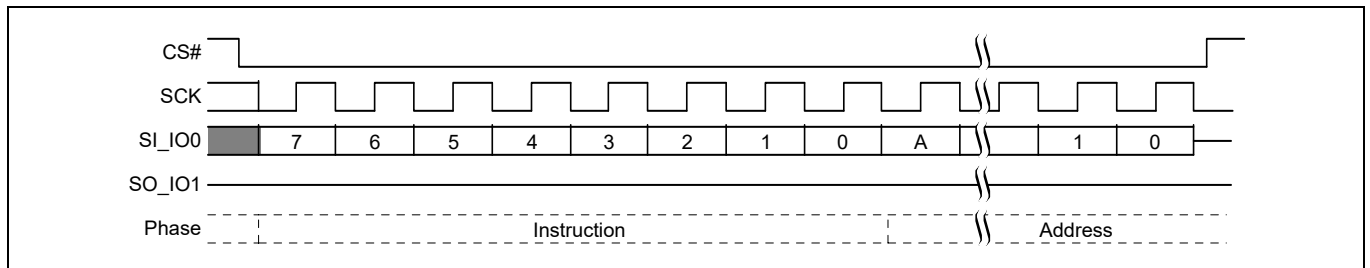 CS#
SCK
SI_IO0 7 6 5 4 3 2 1 0 A 1 0
SO_IO1
Phase Instruction Address